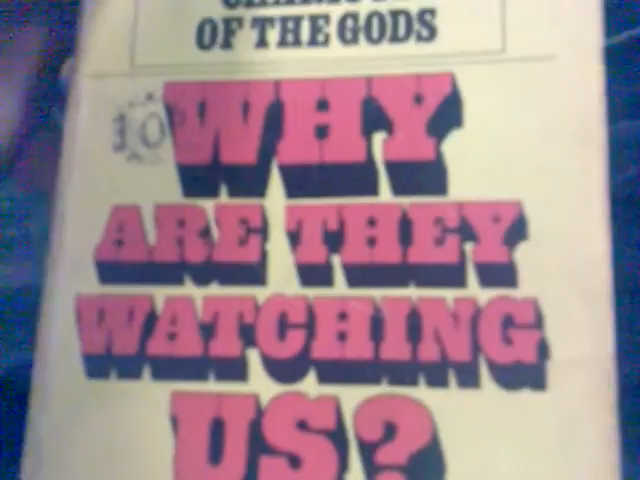 OF THE GODS
WHY
ARE THEY
WATCHING
US?